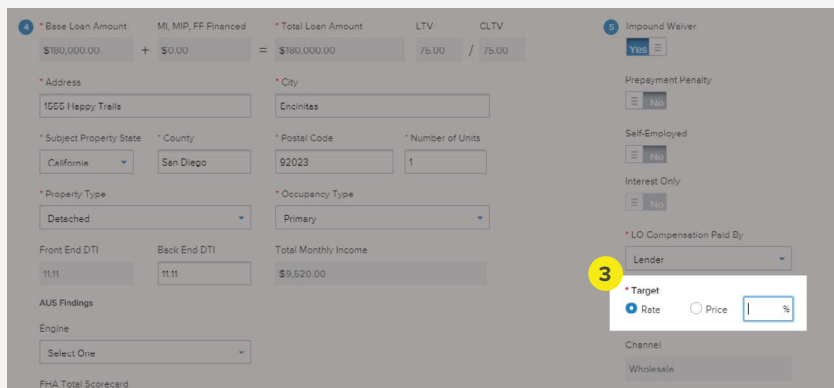 4 * Base Loan Amount MI, MIP, FF Financed * Total Loan Amount LTV CLTV
$180,000.00 + $0.00 = $180,000.00 75.00 / 75.00
* Address * City
1555 Happy Trails Encinitas
* Subject Property State * County * Postal Code * Number of Units
California San Diego 92023 1
* Property Type * Occupancy Type
Detached Primary
Front End DTI Back End DTI Total Monthly Income
11.11 11.11 $9,520.00
AUS Findings
Engine
Select One
FHA Total Scorecard
5 Impound Waiver
Yes
Prepayment Penalty
No
Self-Employed
No
Interest Only
No
* LO Compensation Paid By
Lender
3
* Target
Rate Price %
Channel
Wholesale